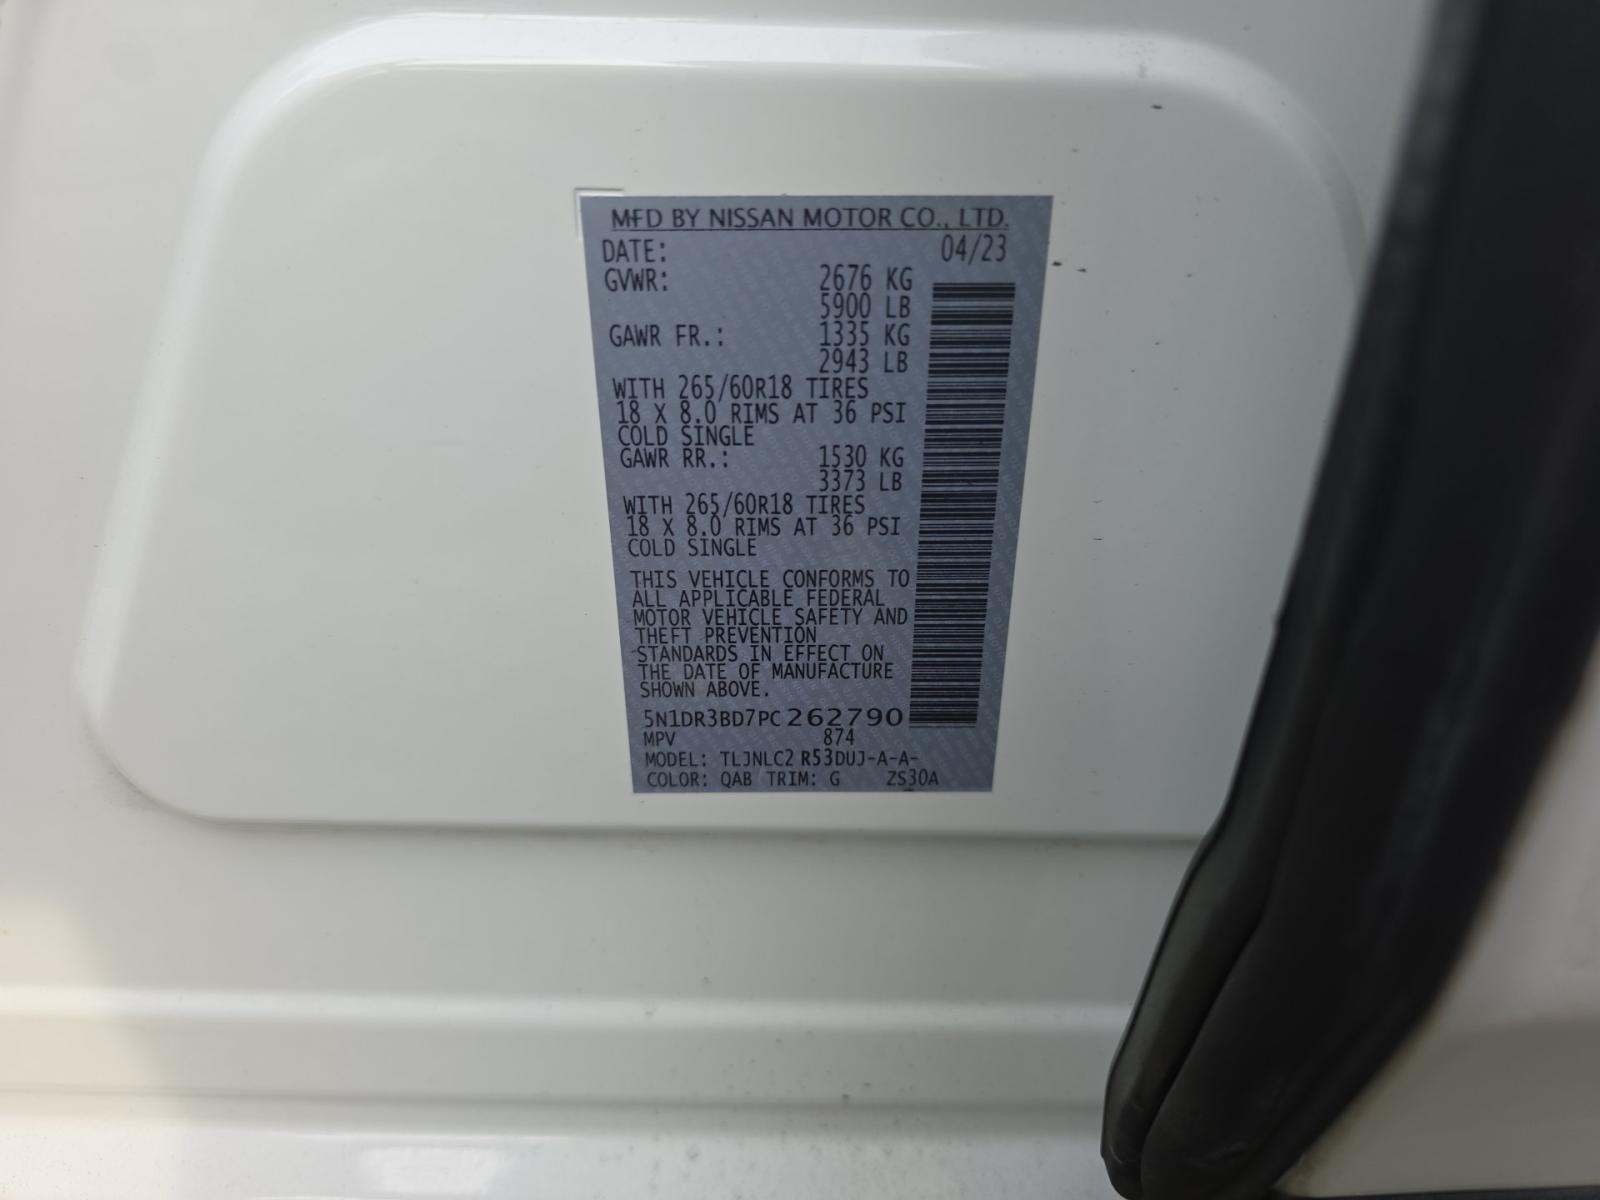 MFD BY NISSAN MOTOR CO., LTD.
DATE: 04/23
GVWR: 2676 KG
5900 LB
GAWR FR.: 1335 KG
2943 LB
WITH 265/60R18 TIRES
18 X 8.0 RIMS AT 36 PSI
COLD SINGLE
GAWR RR.: 1530 KG
3373 LB
WITH 265/60R18 TIRES
18 X 8.0 RIMS AT 36 PSI
COLD SINGLE
THIS VEHICLE CONFORMS TO
ALL APPLICABLE FEDERAL
MOTOR VEHICLE SAFETY AND
THEFT PREVENTION
STANDARDS IN EFFECT ON
THE DATE OF MANUFACTURE
SHOWN ABOVE.
5N1DR3BD7PC262790
MPV 874
MODEL: TLJNLC2 R53DUJ-A-A-
COLOR: QAB TRIM: G ZS30A